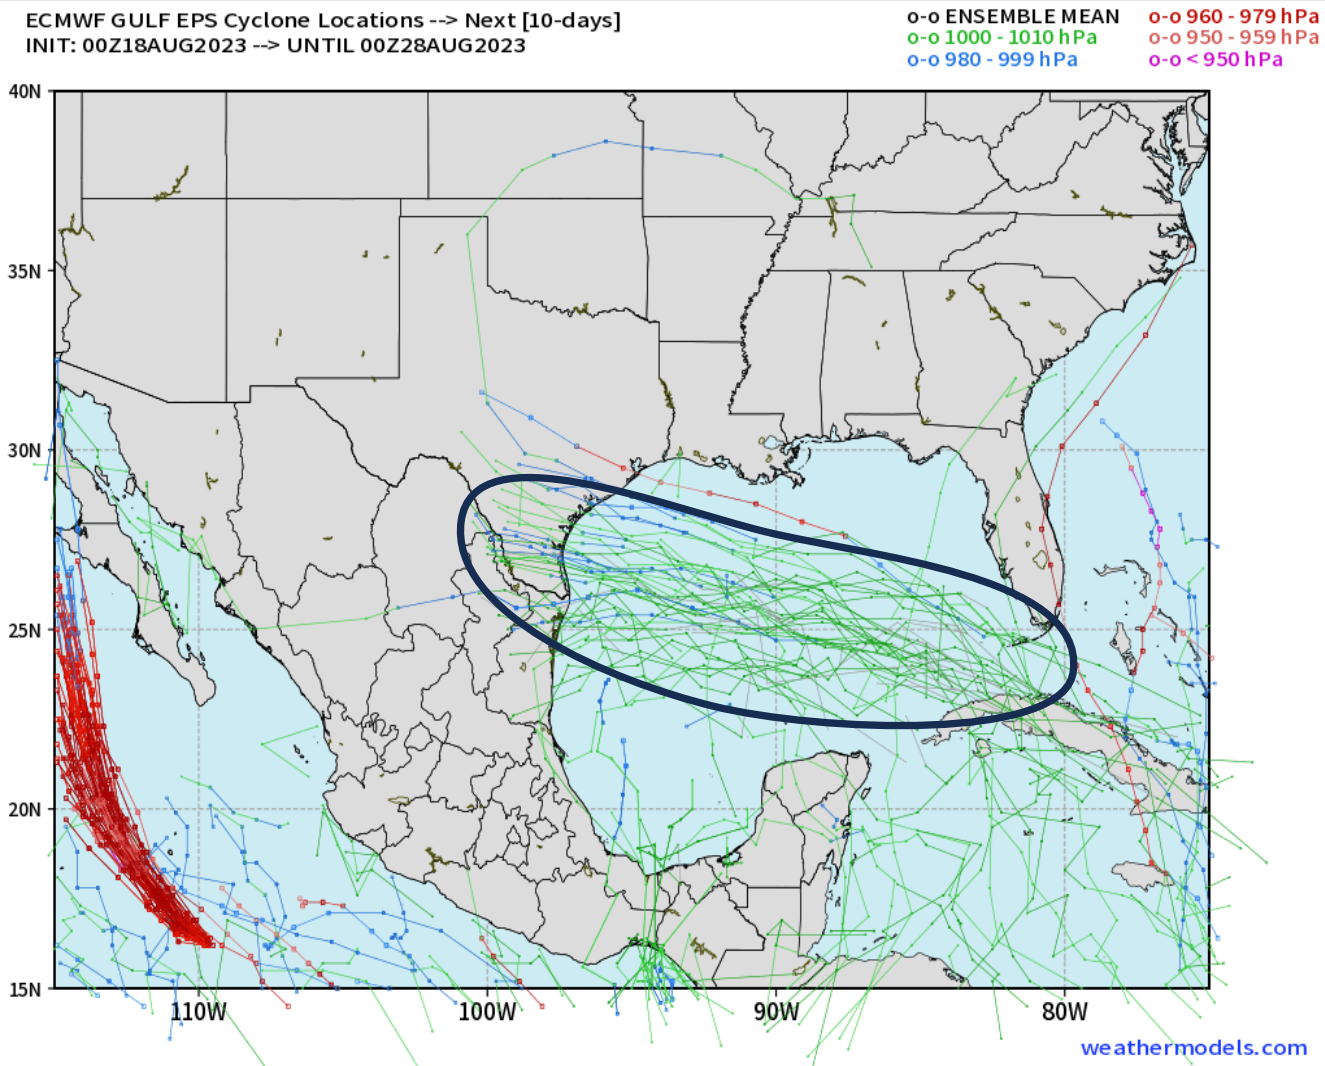 ECMWF GULF EPS Cyclone Locations --> Next [10-days]
INIT: 00Z18AUG2023 --> UNTIL 00Z28AUG2023
o-o ENSEMBLE MEAN
o-o 960 - 979 hPa
o-o 1000 - 1010 hPa
o-o 950 - 959 hPa
o-o 980 - 999 hPa
o-o < 950 hPa
40N
35N
30N
25N
20N
15N
110W
100W
90W
80W
weathermodels.com